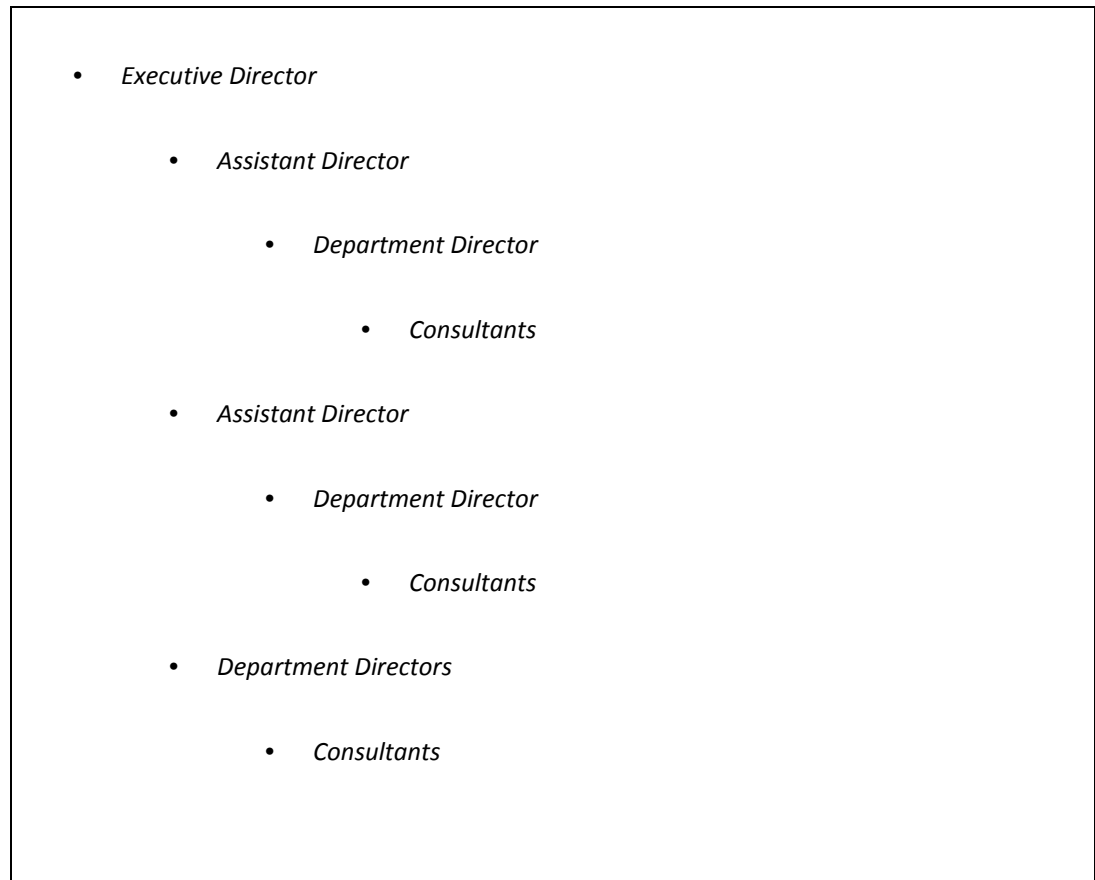 • Executive Director
• Assistant Director
• Department Director
• Consultants
• Assistant Director
• Department Director
• Consultants
• Department Directors
• Consultants